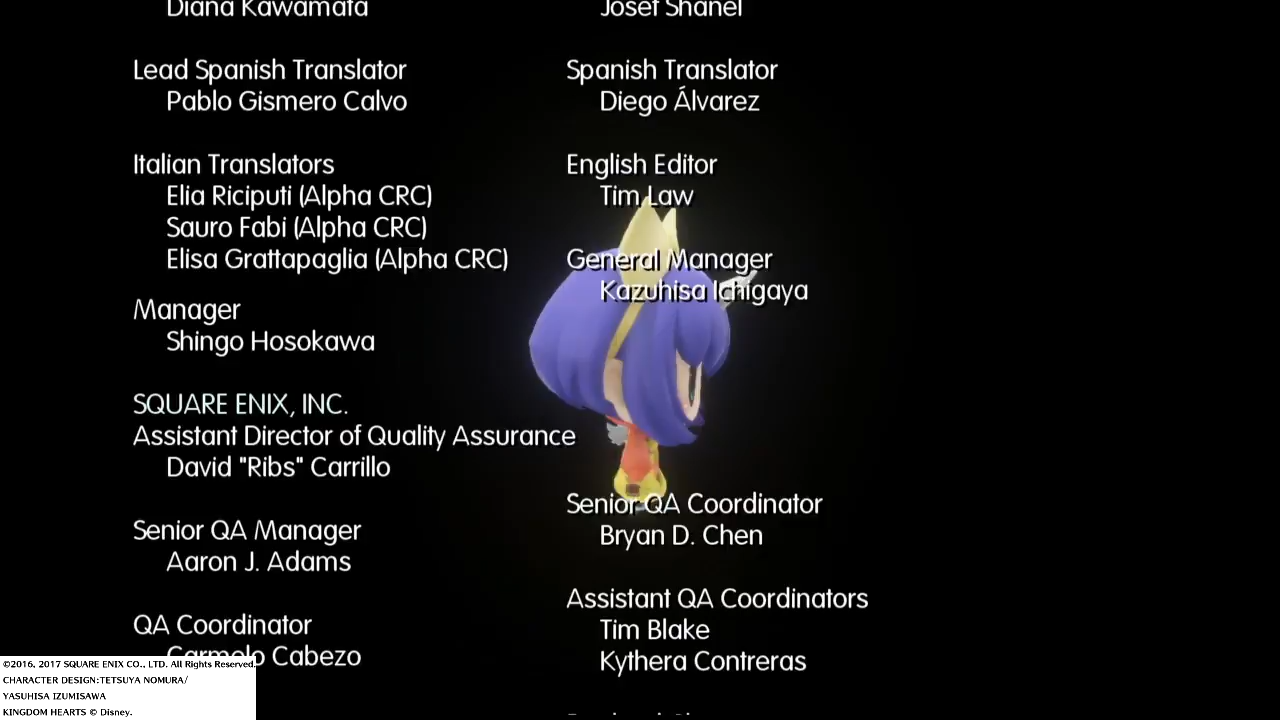 Diana Kawamata
Josef Shanel
Lead Spanish Translator
Pablo Gismero Calvo
Spanish Translator
Diego Álvarez
Italian Translators
Elia Riciputi (Alpha CRC)
Sauro Fabi (Alpha CRC)
Elisa Grattapaglia (Alpha CRC)
English Editor
Tim Law
General Manager
Kazuhisa Ichigaya
Manager
Shingo Hosokawa
SQUARE ENIX, INC.
Assistant Director of Quality Assurance
David "Ribs" Carrillo
Senior QA Manager
Aaron J. Adams
Senior QA Coordinator
Bryan D. Chen
QA Coordinator
Carmelo Cabezo
Assistant QA Coordinators
Tim Blake
Kythera Contreras
©2016, 2017 SQUARE ENIX CO., LTD. All Rights Reserved.
CHARACTER DESIGN:TETSUYA NOMURA/
YASUHISA IZUMISAWA
KINGDOM HEARTS © Disney.